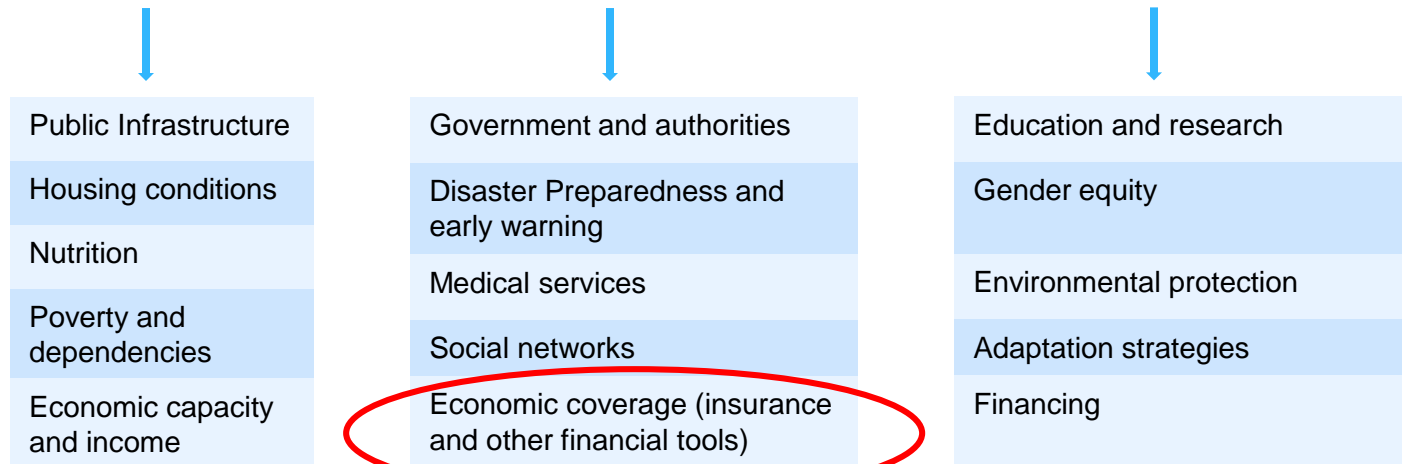 Public Infrastructure
Housing conditions
Nutrition
Poverty and
dependencies
Economic capacity
and income
Government and authorities
Disaster Preparedness and
early warning
Medical services
Social networks
Economic coverage (insurance
and other financial tools)
Education and research
Gender equity
Environmental protection
Adaptation strategies
Financing